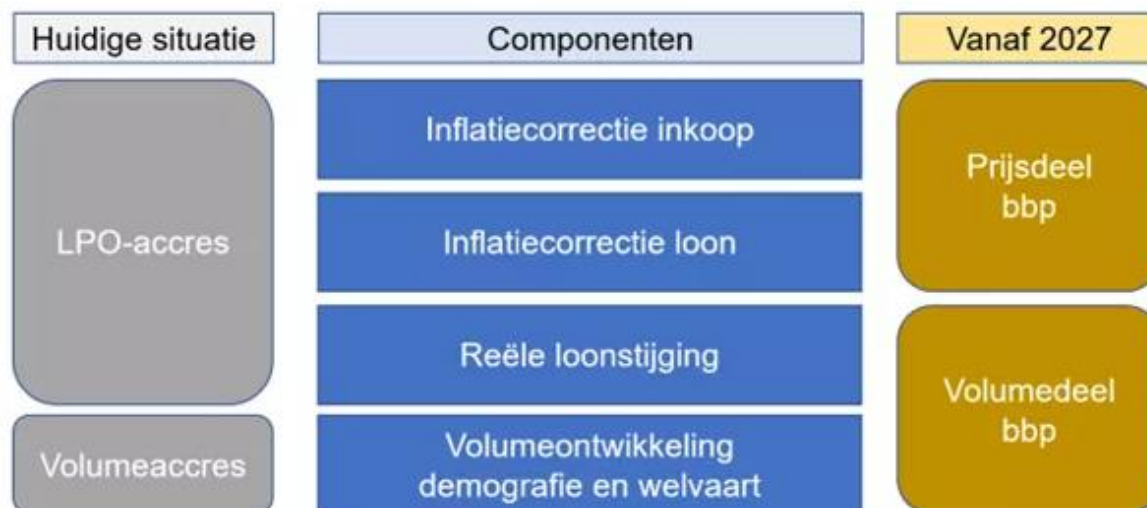 Huidige situatie
Componenten
Vanaf 2027
LPO-accres
Inflatiecorrectie inkoop
Inflatiecorrectie loon
Reële loonstijging
Prijsdeel
bbp
Volumeaccres
Volumeontwikkeling
demografie en welvaart
Volumedeel
bbp